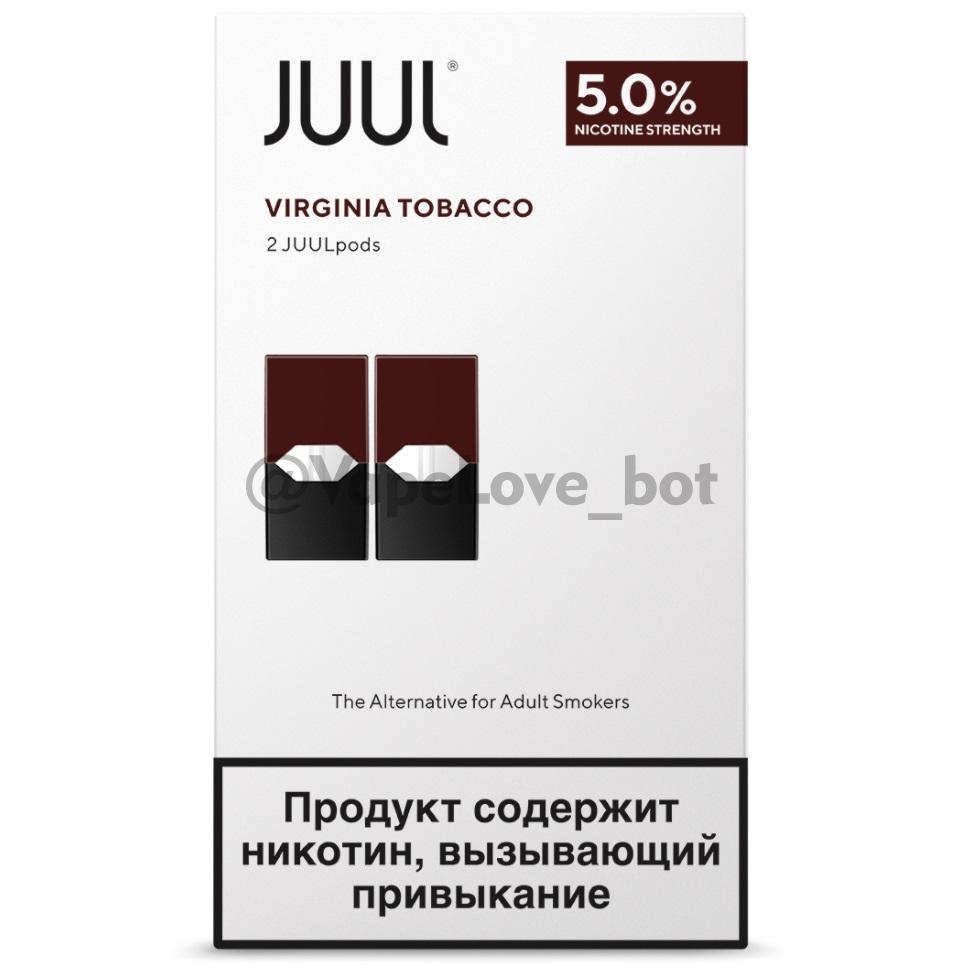 JUUL®
5.0%
NICOTINE STRENGTH
VIRGINIA TOBACCO
2 JUULpods
@VapeLove_bot
The Alternative for Adult Smokers
Продукт содержит
никотин, вызывающий
привыкание